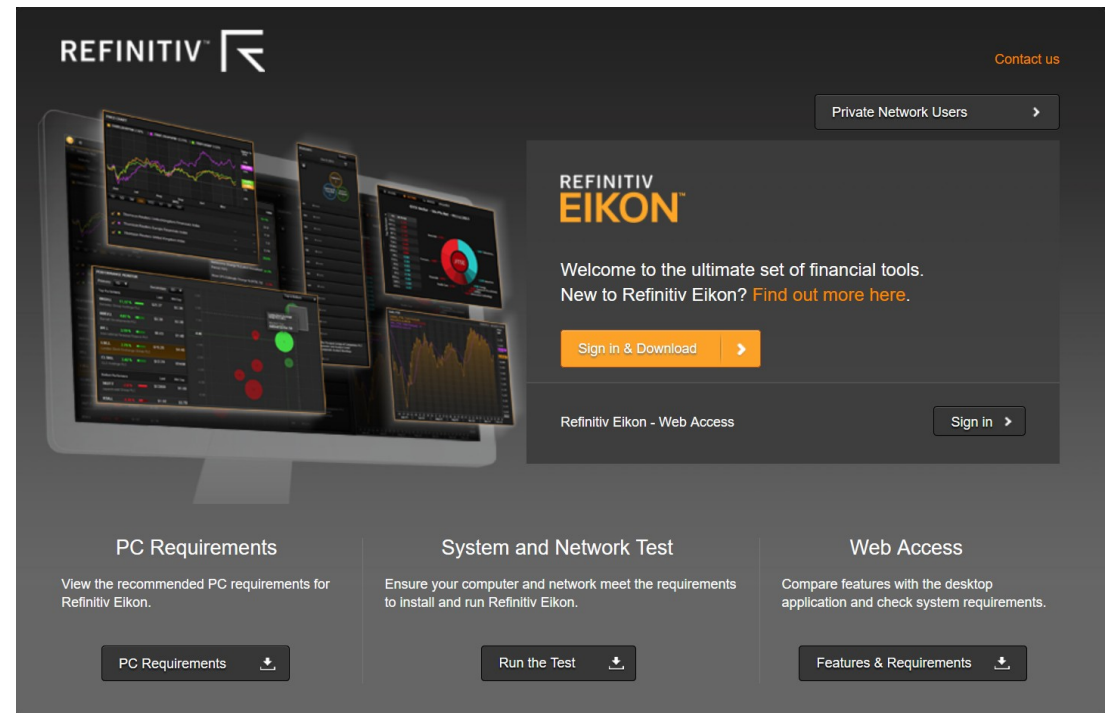 REFINITIV™
Contact us
Private Network Users
REFINITIV
EIKON™
Welcome to the ultimate set of financial tools.
New to Refinitiv Eikon? Find out more here.
Sign in & Download
Refinitiv Eikon - Web Access
Sign in
PC Requirements
View the recommended PC requirements for
Refinitiv Eikon.
PC Requirements
System and Network Test
Ensure your computer and network meet the requirements
to install and run Refinitiv Eikon.
Run the Test
Web Access
Compare features with the desktop
application and check system requirements.
Features & Requirements